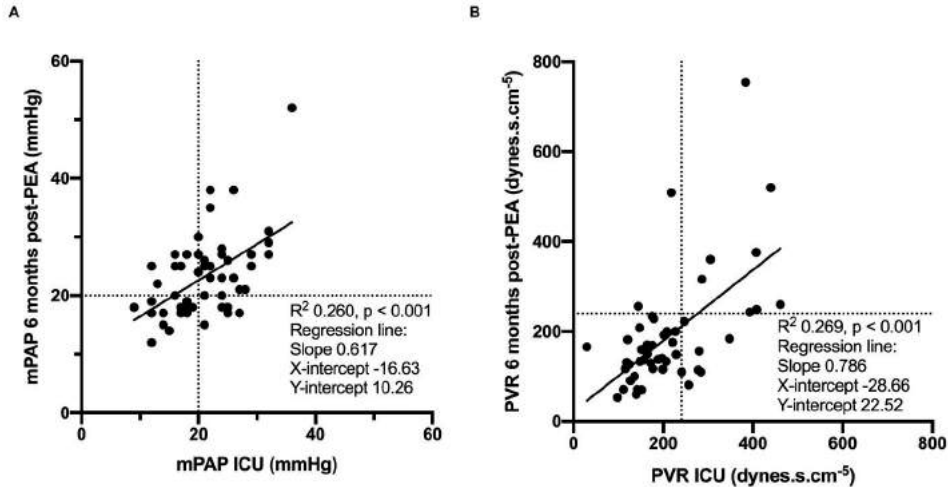 A
60
40
20
0
0
20
40
60
mPAP 6 months post-PEA (mmHg)
mPAP ICU (mmHg)
R² 0.260, p < 0.001
Regression line:
Slope 0.617
X-intercept -16.63
Y-intercept 10.26
B
800
600
400
200
0
0
200
400
600
800
PVR 6 months post-PEA (dynes.s.cm⁻⁵)
PVR ICU (dynes.s.cm⁻⁵)
R² 0.269, p < 0.001
Regression line:
Slope 0.786
X-intercept -28.66
Y-intercept 22.52